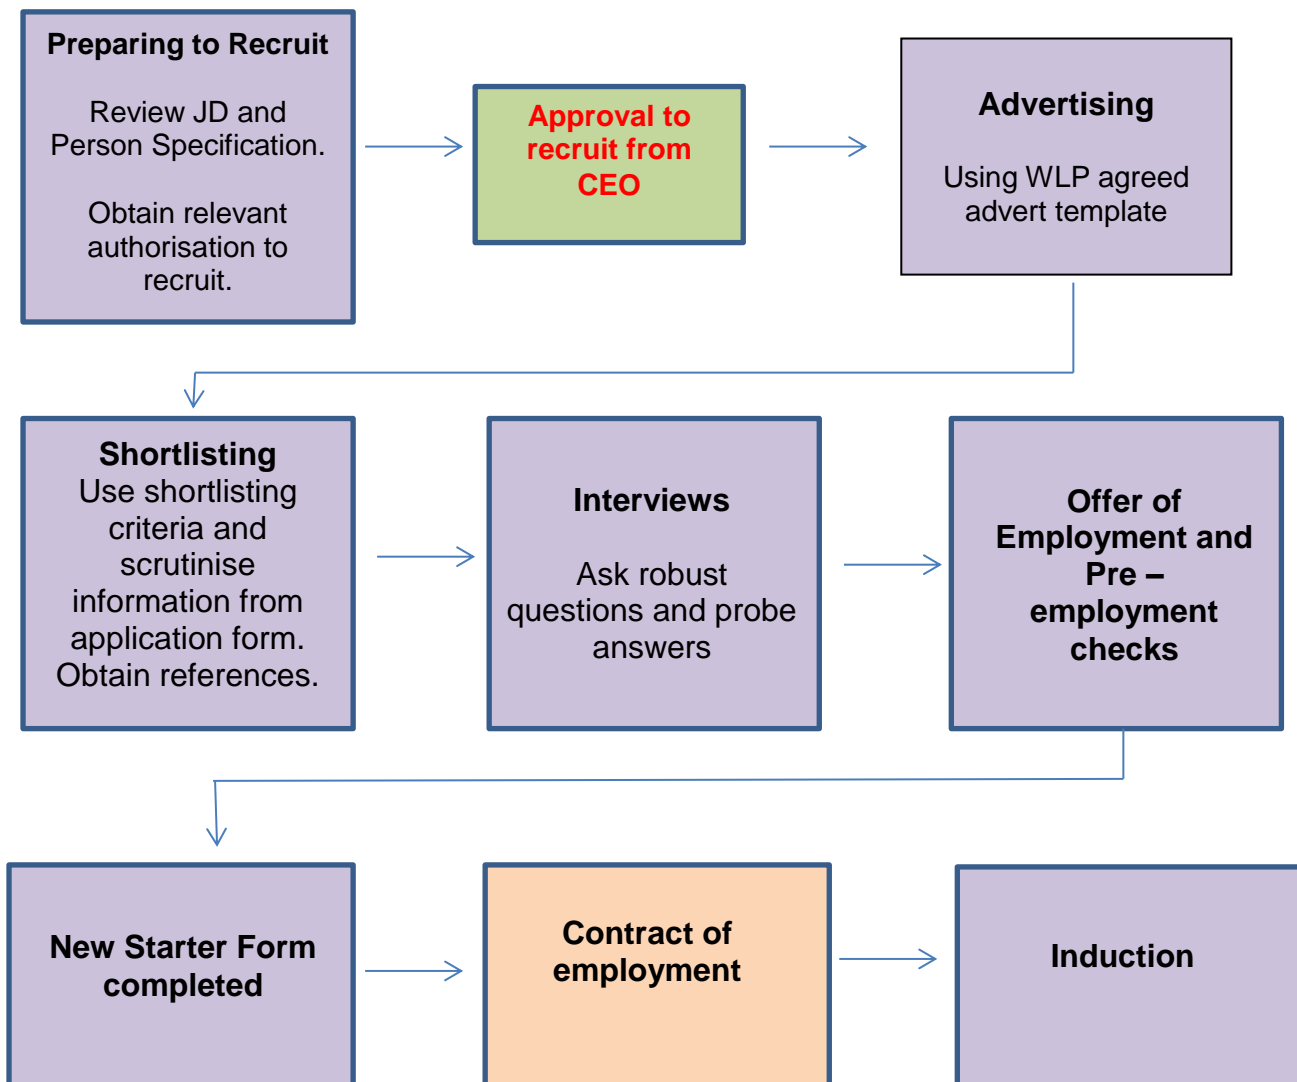 Preparing to Recruit
Review JD and
Person Specification.
Obtain relevant
authorisation to
recruit.
Approval to
recruit from
CEO
Advertising
Using WLP agreed
advert template
Shortlisting
Use shortlisting
criteria and
scrutinise
information from
application form.
Obtain references.
Interviews
Ask robust
questions and probe
answers
Offer of
Employment and
Pre –
employment
checks
New Starter Form
completed
Contract of
employment
Induction